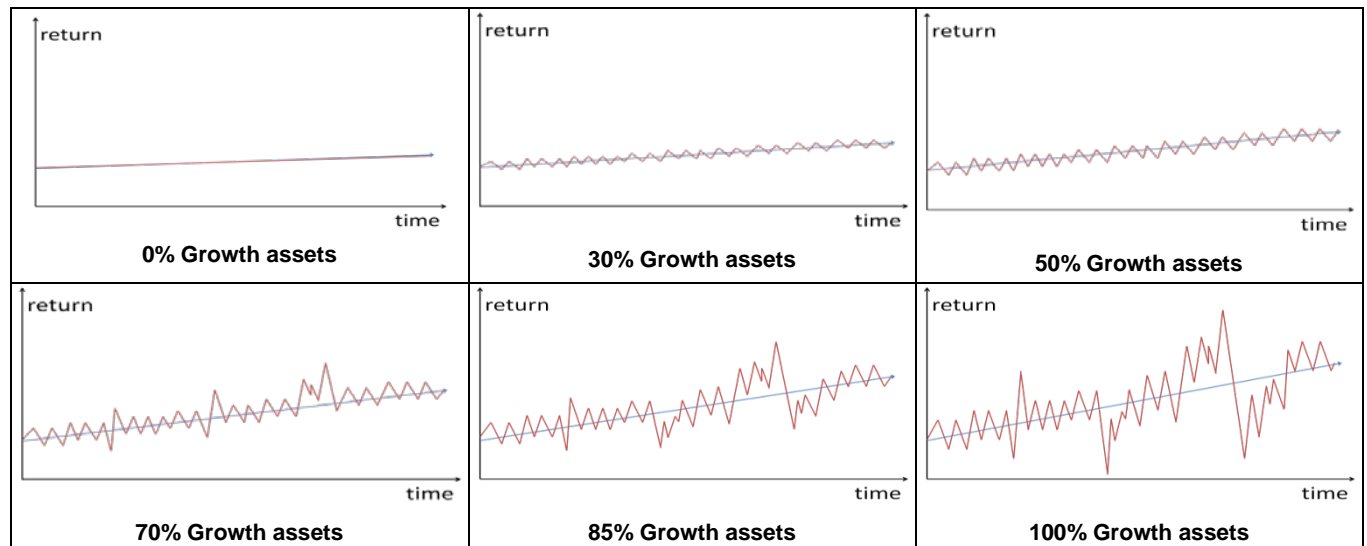 return
time
0% Growth assets
return
time
30% Growth assets
return
time
50% Growth assets
return
time
70% Growth assets
return
time
85% Growth assets
return
time
100% Growth assets